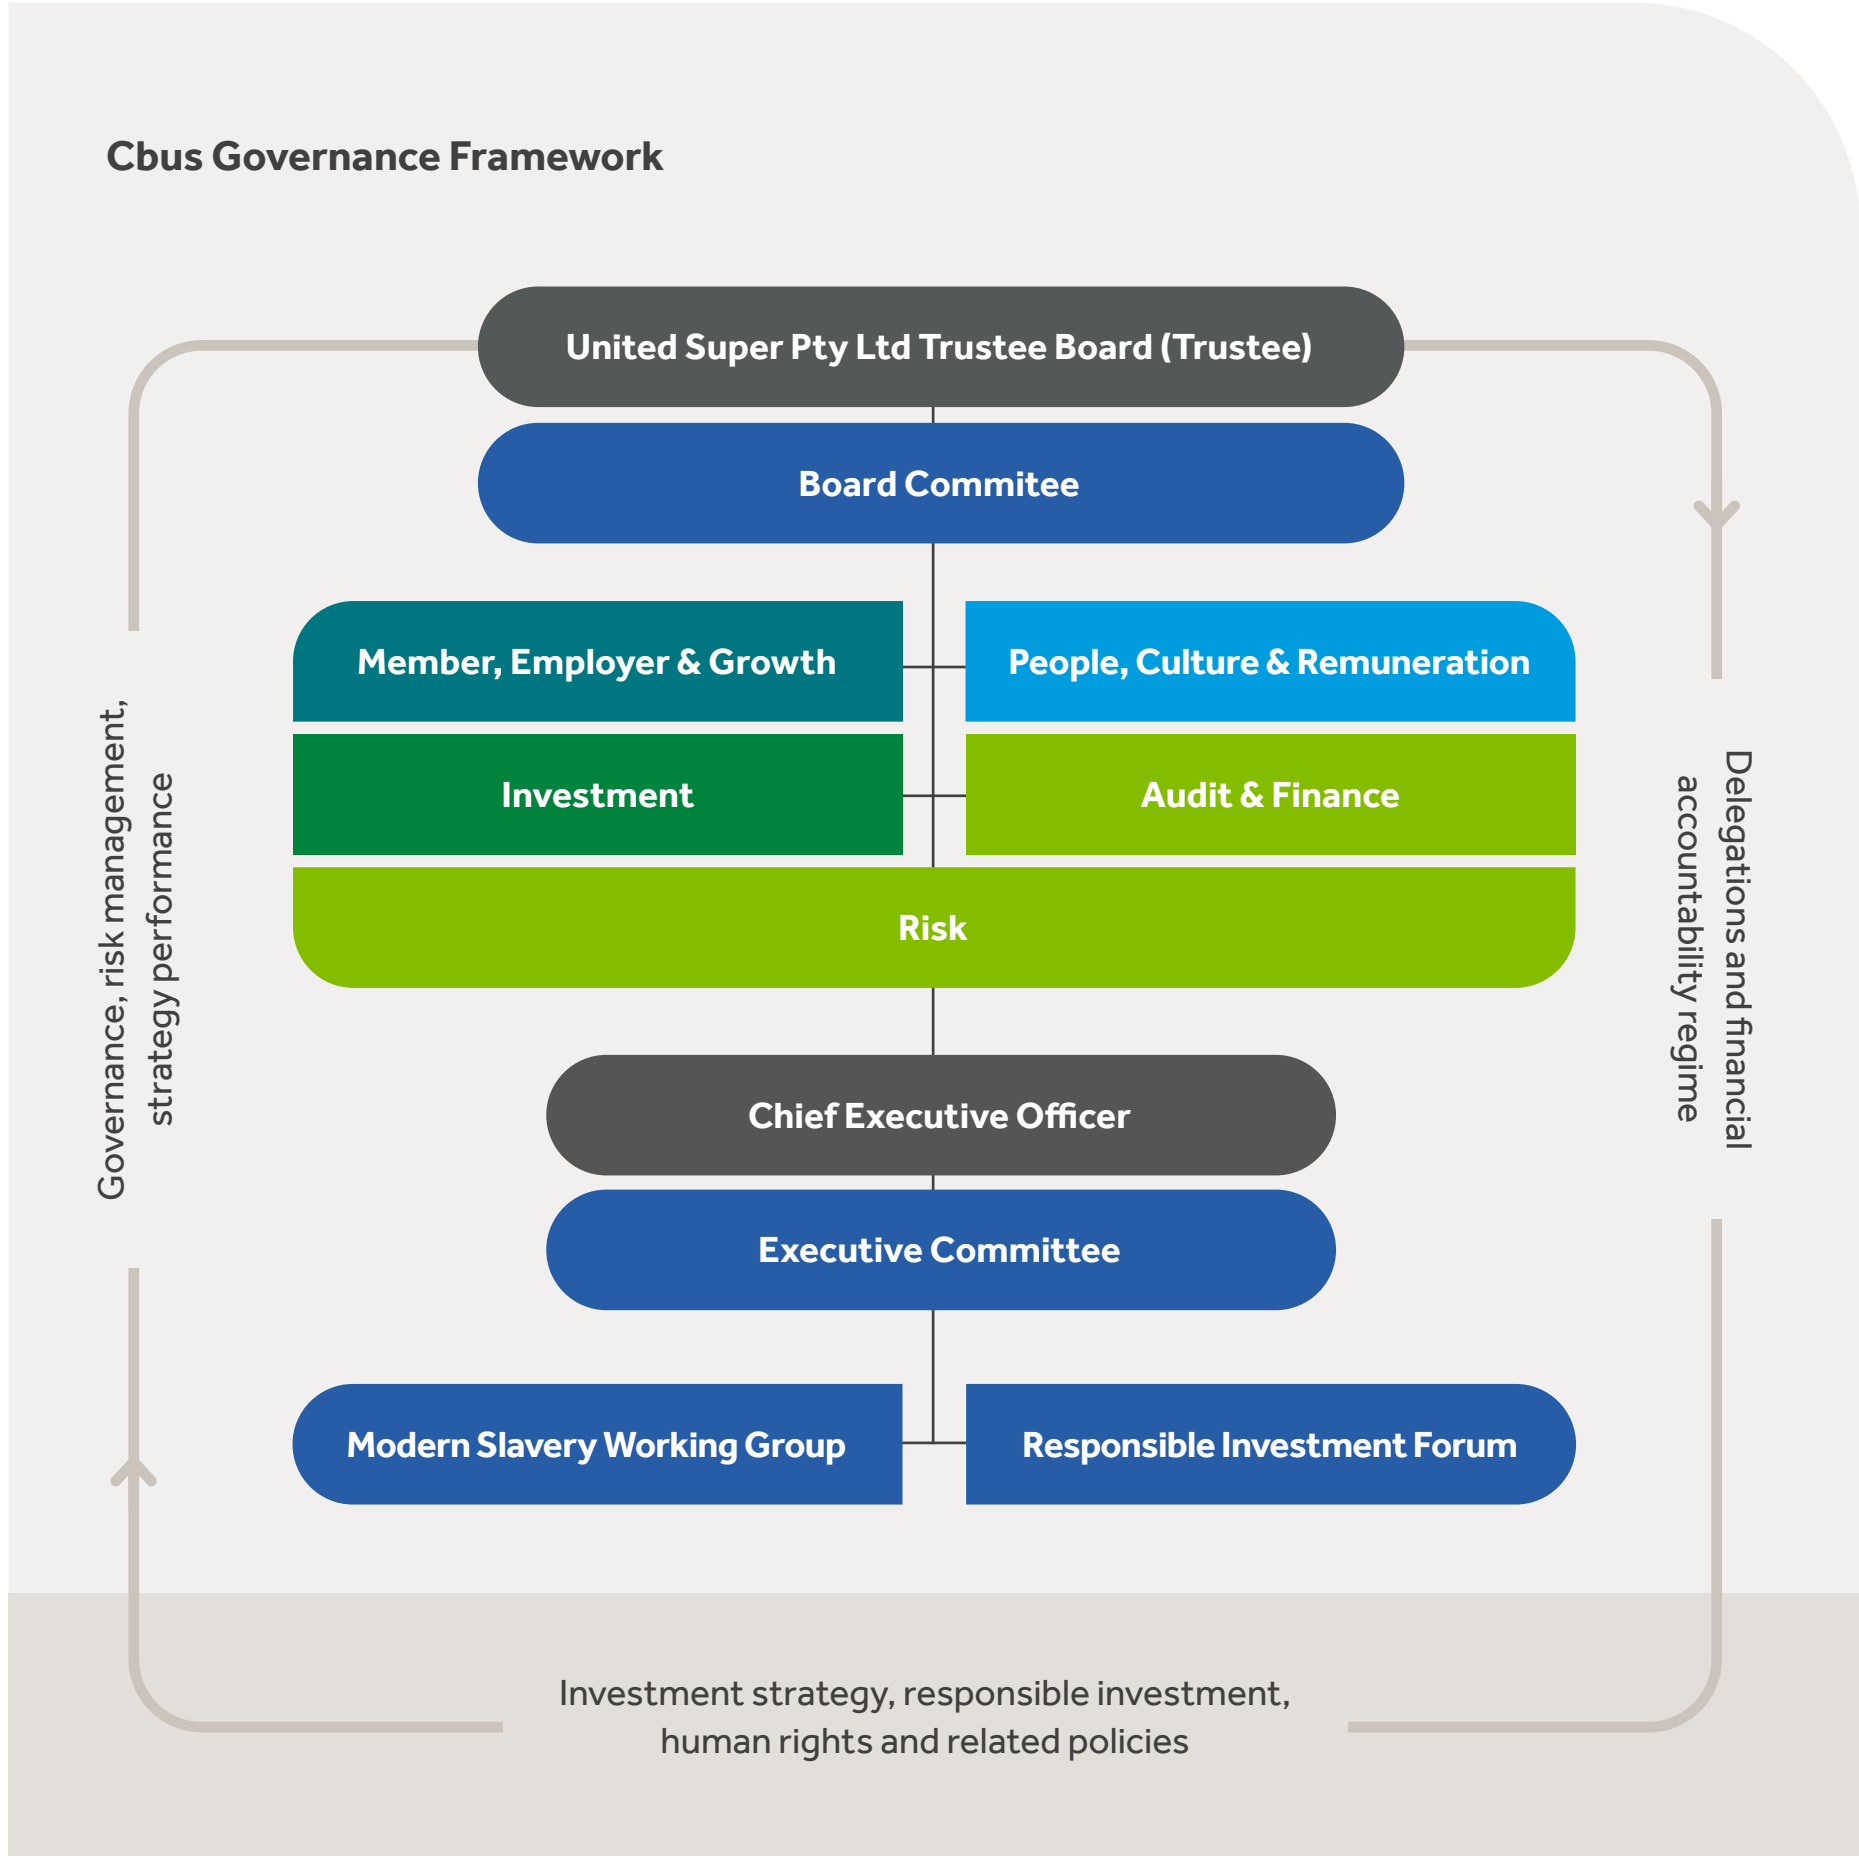 Cbus Governance Framework
United Super Pty Ltd Trustee Board (Trustee)
Board Commitee
Member, Employer & Growth
People, Culture & Remuneration
Investment
Audit & Finance
Risk
Chief Executive Officer
Executive Committee
Modern Slavery Working Group
Responsible Investment Forum
Governance, risk management,
strategy performance
Delegations and financial
accountability regime
Investment strategy, responsible investment,
human rights and related policies